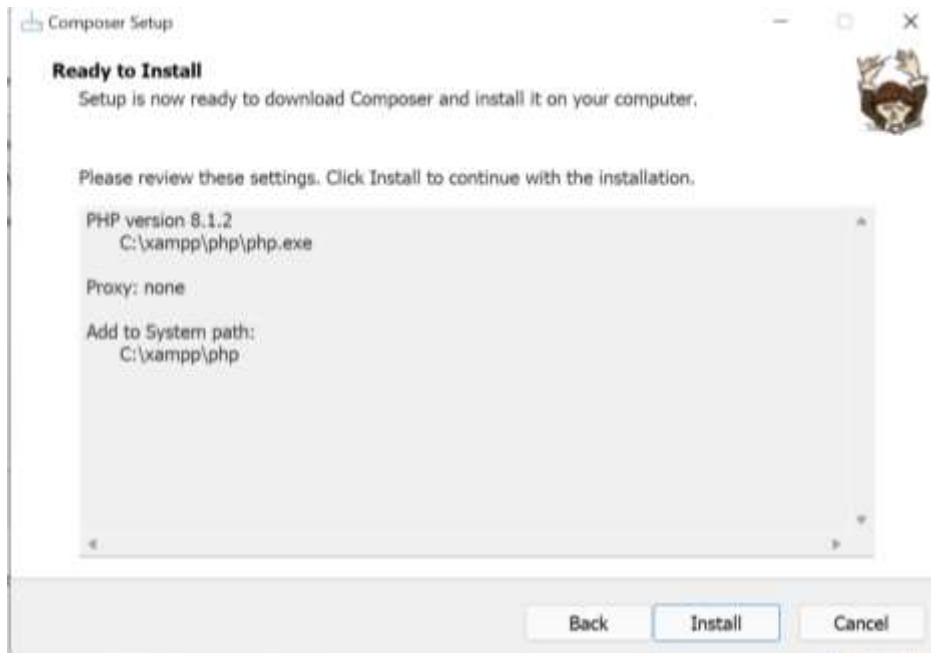 Composer Setup
Ready to Install
Setup is now ready to download Composer and install it on your computer.
Please review these settings. Click Install to continue with the installation.
PHP version 8.1.2
C:\xampp\php\php.exe
Proxy: none
Add to System path:
C:\xampp\php
Back
Install
Cancel